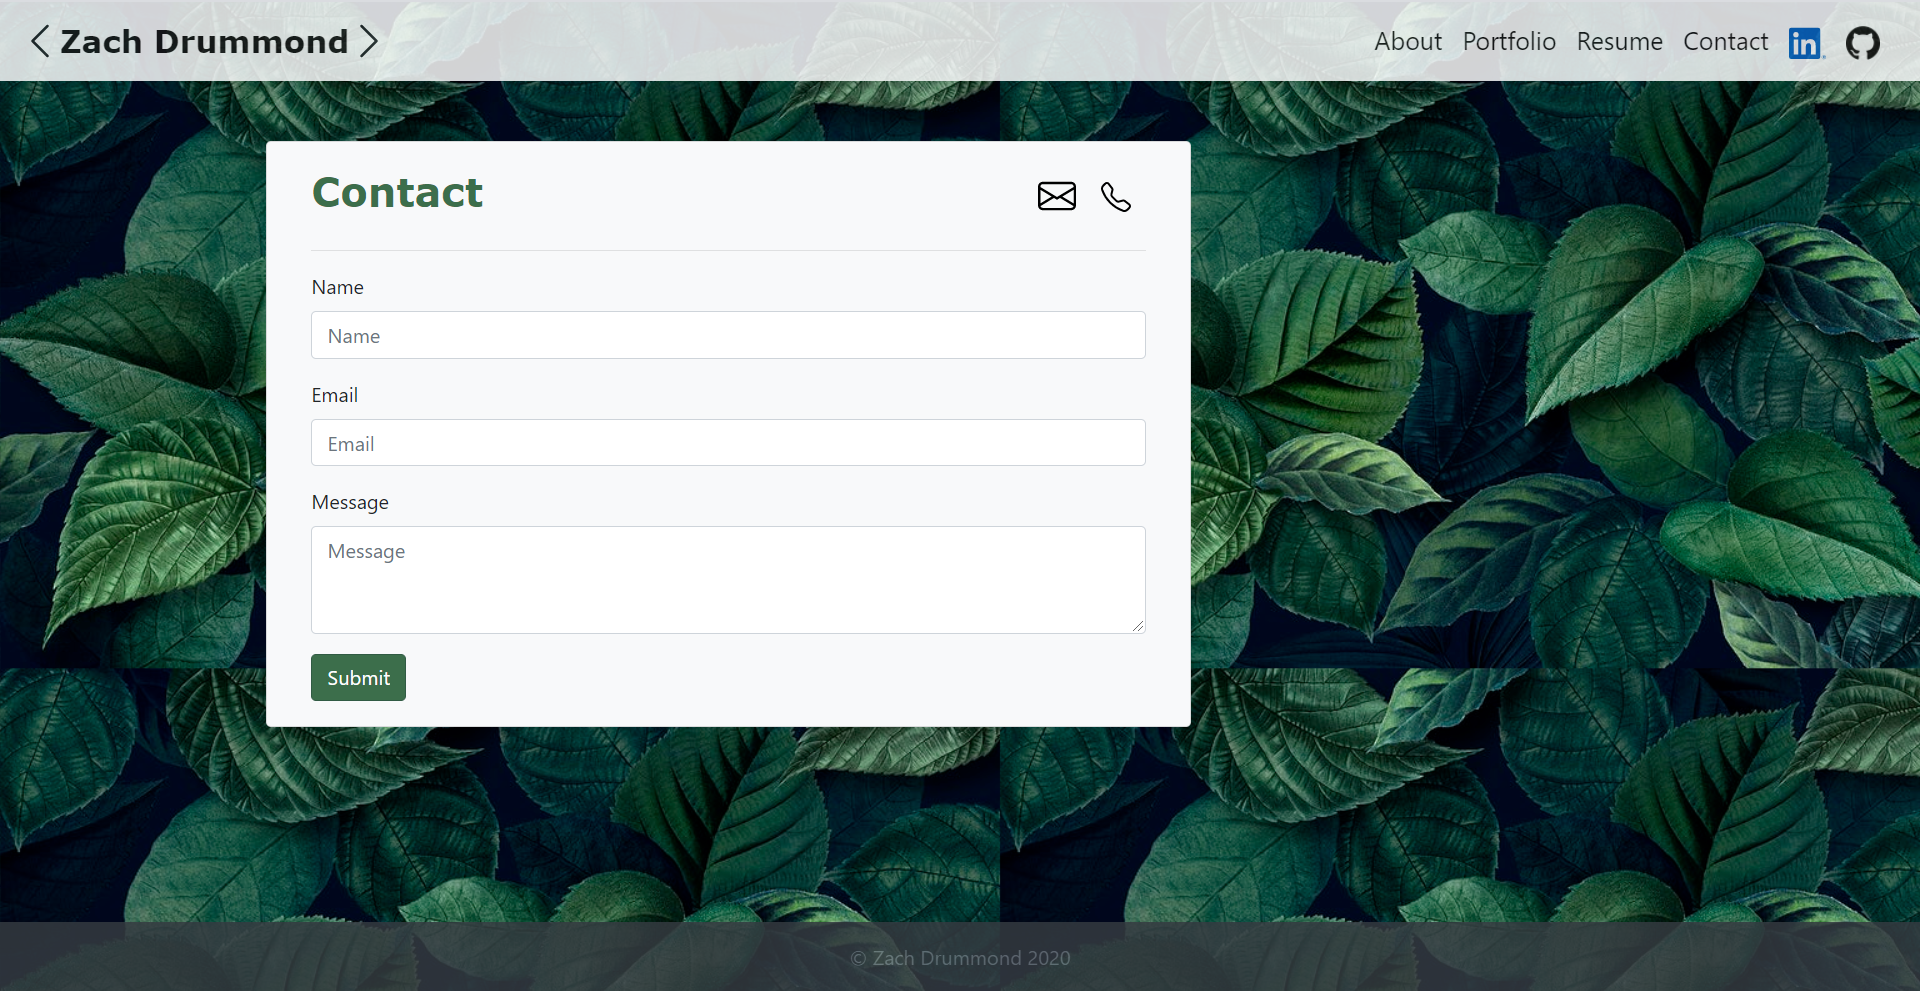 Zach Drummond
About Portfolio Resume Contact in
Contact
Name
Name
Email
Email
Message
Message
Submit
© Zach Drummond 2020